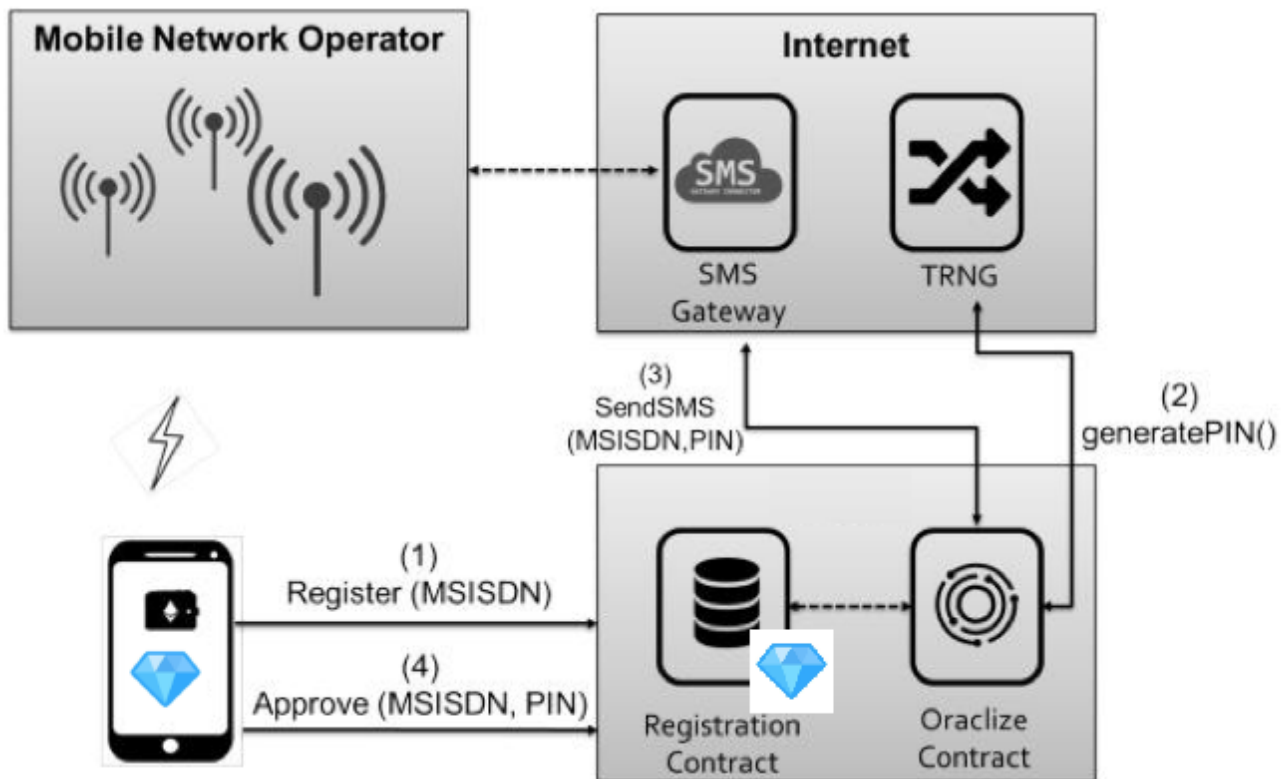 Mobile Network Operator
Internet
SMS
SMS
Gateway
TRNG
(3)
SendSMS
(MSISDN,PIN)
(2)
generatePIN()
(1)
Register (MSISDN)
(4)
Approve (MSISDN, PIN)
Registration
Contract
Oraclize
Contract